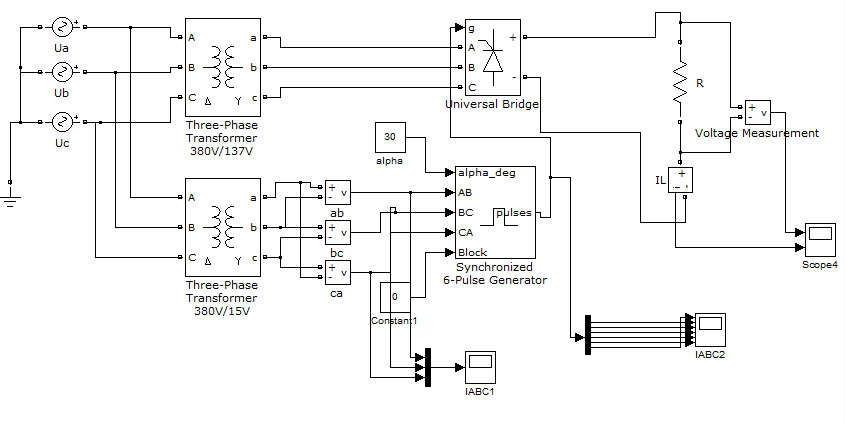 Ua
Ub
Uc
A
B
C
a
b
c
Δ
Y
Three-Phase
Transformer
380V/137V
g
A
B
C
+
-
Universal Bridge
R
+
-
v
Voltage Measurement
30
alpha
IL
+
-
i
Scope4
A
B
C
a
b
c
Δ
Y
Three-Phase
Transformer
380V/15V
+
-
v
ab
+
-
v
bc
+
-
v
ca
alpha_deg
AB
BC
CA
Block
pulses
Synchronized
6-Pulse Generator
0
Constant1
IABC1
IABC2